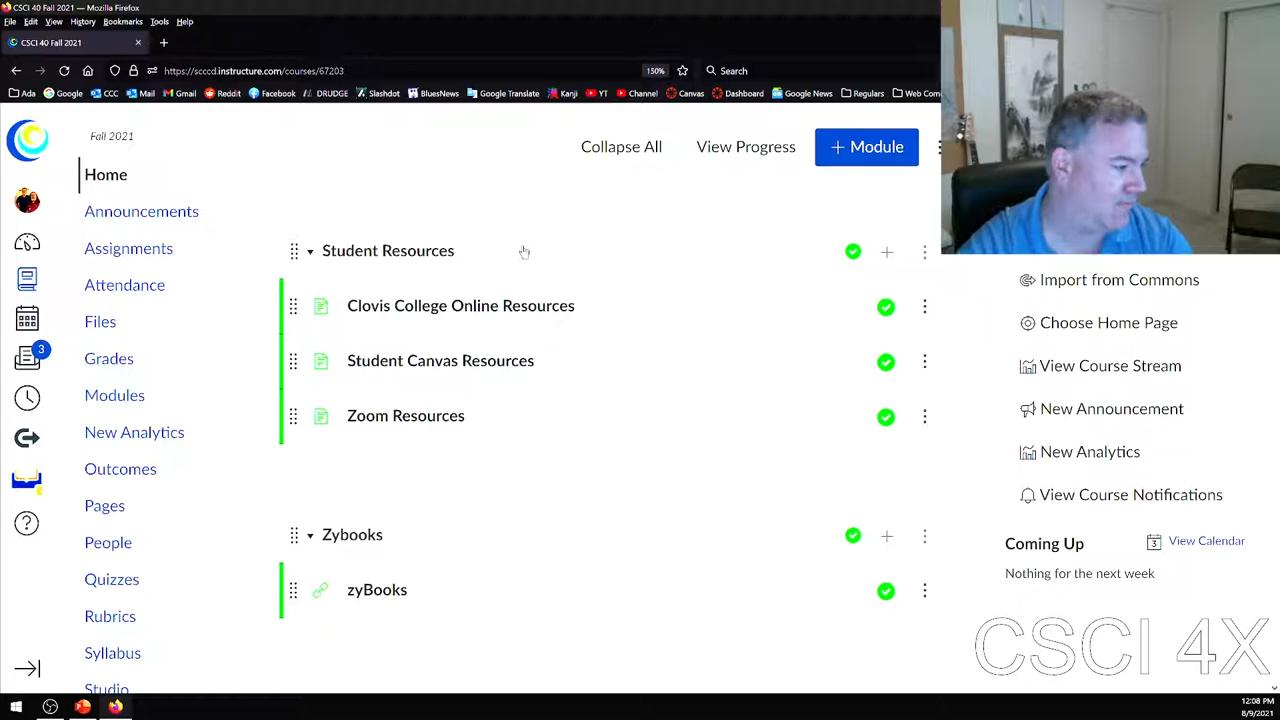 CSCI 40 Fall 2021 — Mozilla Firefox
File Edit View History Bookmarks Tools Help
CSCI 40 Fall 2021
https://scccd.instructure.com/courses/67203
150%
Search
Ada Google CCC Mail Gmail Reddit Facebook DRUDGE Slashdot BluesNews Google Translate Kanji YT Channel Canvas Dashboard Google News Regulars Web Com
Fall 2021
Collapse All
View Progress
+ Module
Home
Announcements
Assignments
Attendance
Files
Grades
Modules
New Analytics
Outcomes
Pages
People
Quizzes
Rubrics
Syllabus
Studio
3
Student Resources
Clovis College Online Resources
Student Canvas Resources
Zoom Resources
Zybooks
zyBooks
Import from Commons
Choose Home Page
View Course Stream
New Announcement
New Analytics
View Course Notifications
Coming Up
3
View Calendar
Nothing for the next week
CSCI 4X
12:08 PM
8/9/2021